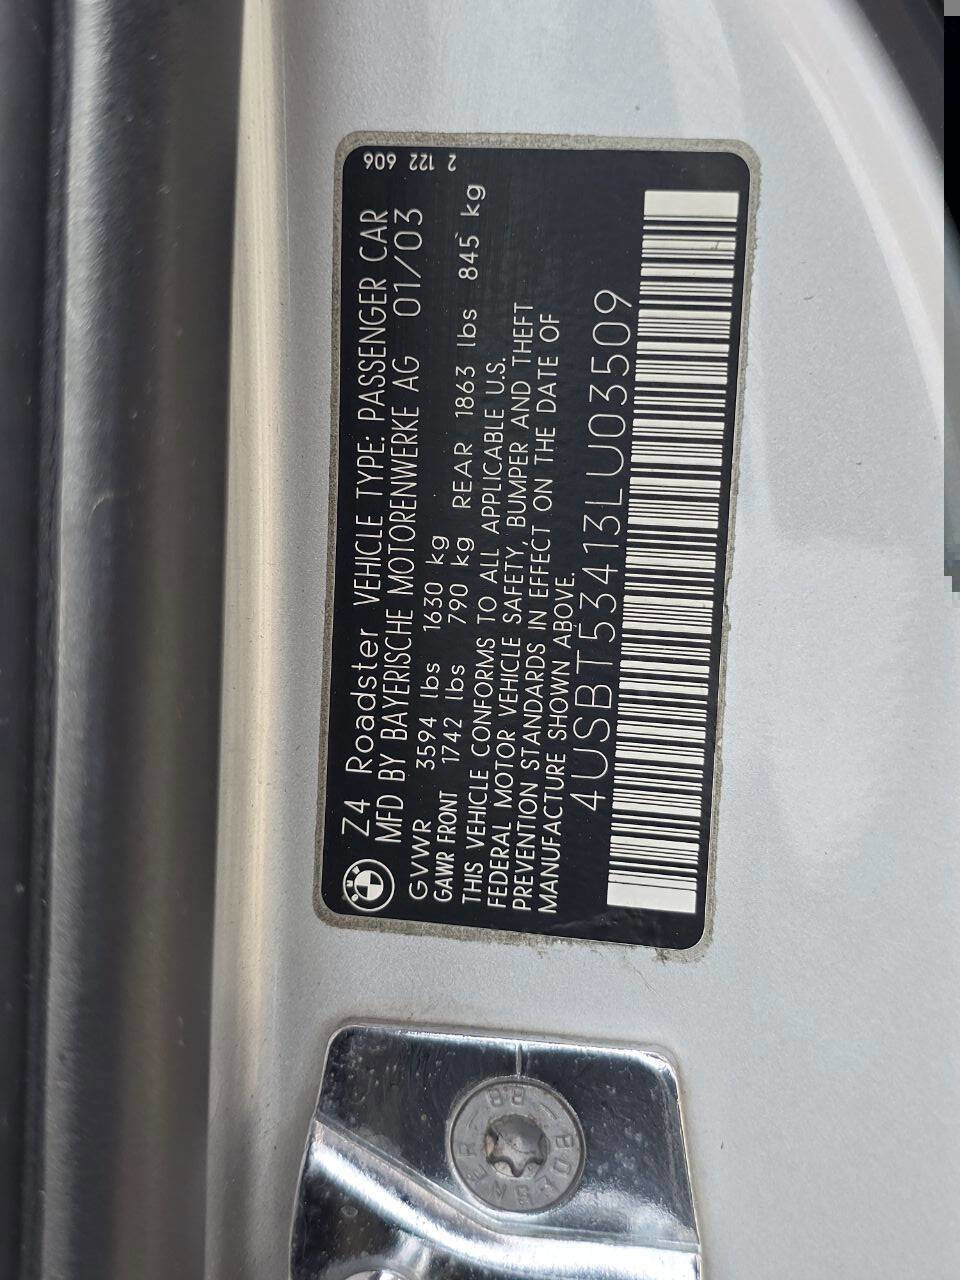 2 122 606
Z4 Roadster VEHICLE TYPE: PASSENGER CAR
MFD BY BAYERISCHE MOTORENWERKE AG 01/03
GVWR 3594 lbs 1630 kg
GAWR FRONT 1742 lbs 790 kg REAR 1863 lbs 845 kg
THIS VEHICLE CONFORMS TO ALL APPLICABLE U.S.
FEDERAL MOTOR VEHICLE SAFETY, BUMPER AND THEFT
PREVENTION STANDARDS IN EFFECT ON THE DATE OF
MANUFACTURE SHOWN ABOVE.
4USBT53413LU03509